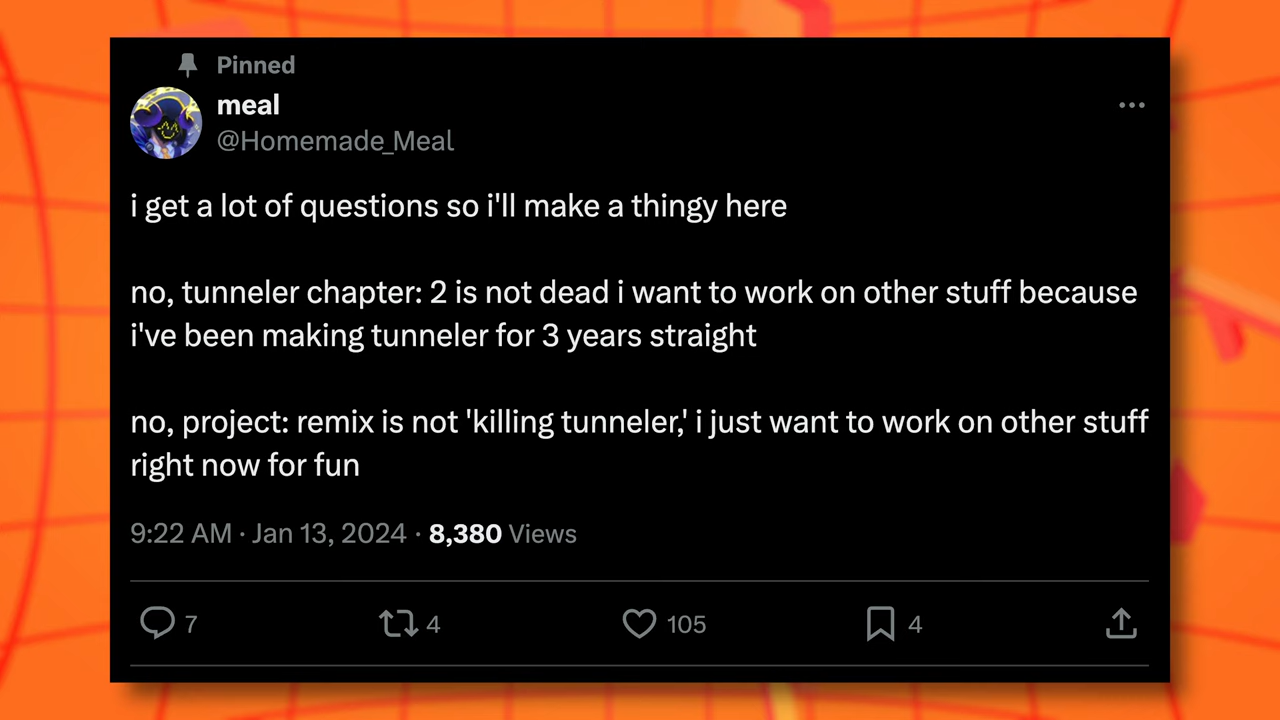 Pinned
meal
@Homemade_Meal
i get a lot of questions so i'll make a thingy here
no, tunneler chapter: 2 is not dead i want to work on other stuff because
i've been making tunneler for 3 years straight
no, project: remix is not 'killing tunneler,' i just want to work on other stuff
right now for fun
9:22 AM · Jan 13, 2024 · 8,380 Views
7 4 105 4